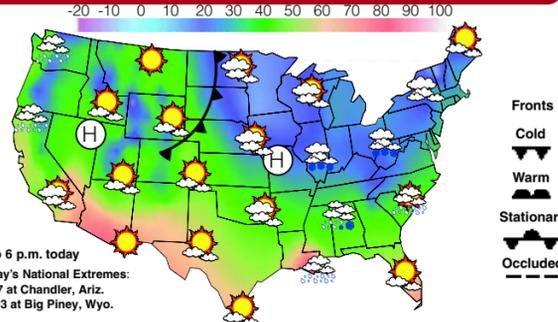 -20 -10 0 10 20 30 40 50 60 70 80 90 100
Fronts
Cold
H
H
Warm
Stationar
Occluded
6 p.m. today
ay's National Extremes:
7 at Chandler, Ariz.
3 at Big Piney, Wyo.